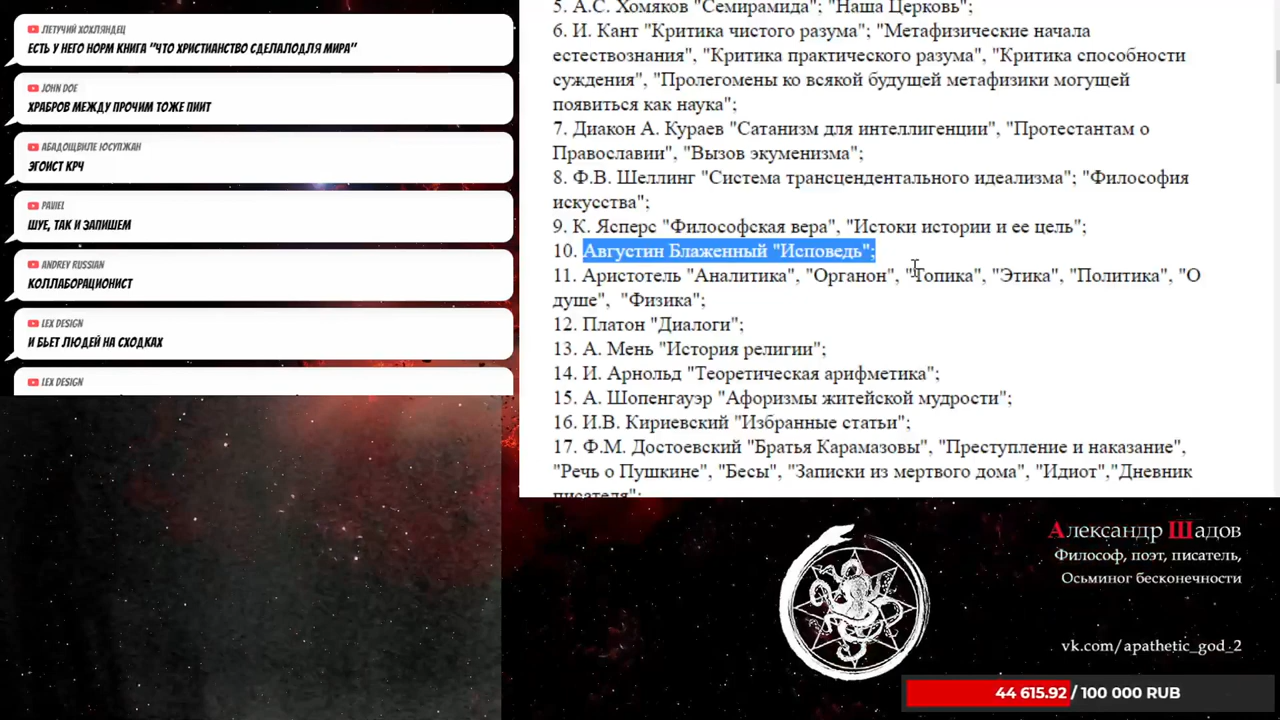 ЛЕТУЧИЙ ХОХЛЯНДЕЦ
ЕСТЬ У НЕГО НОРМ КНИГА "ЧТО ХРИСТИАНСТВО СДЕЛАЛОДЛЯ МИРА"
JOHN DOE
ХРАБРОВ МЕЖДУ ПРОЧИМ ТОЖЕ ПИИТ
АБАДОЩВИЛЕ ЮСУПЖАН
ЭГОИСТ КРЧ
PAVIEL
ШУЕ, ТАК И ЗАПИШЕМ
ANDREY RUSSIAN
КОЛЛАБОРАЦИОНИСТ
LEX DESIGN
И БЬЕТ ЛЮДЕЙ НА СХОДКАХ
LEX DESIGN
5. А.С. Хомяков "Семирамида"; "Наша Церковь";
6. И. Кант "Критика чистого разума"; "Метафизические начала
естествознания", "Критика практического разума", "Критика способности
суждения", "Пролегомены ко всякой будущей метафизики могущей
появиться как наука";
7. Диакон А. Кураев "Сатанизм для интеллигенции", "Протестантам о
Православии", "Вызов экуменизма";
8. Ф.В. Шеллинг "Система трансцендентального идеализма"; "Философия
искусства";
9. К. Ясперс "Философская вера", "Истоки истории и ее цель";
10. Августин Блаженный "Исповедь";
11. Аристотель "Аналитика", "Органон", "Топика", "Этика", "Политика", "О
душе", "Физика";
12. Платон "Диалоги";
13. А. Мень "История религии";
14. И. Арнольд "Теоретическая арифметика";
15. А. Шопенгауэр "Афоризмы житейской мудрости";
16. И.В. Кириевский "Избранные статьи";
17. Ф.М. Достоевский "Братья Карамазовы", "Преступление и наказание",
"Речь о Пушкине", "Бесы", "Записки из мертвого дома", "Идиот","Дневник
писателя";
Александр Шадов
Философ, поэт, писатель,
Осьминог бесконечности
vk.com/apathetic_god_2
44 615.92 / 100 000 RUB